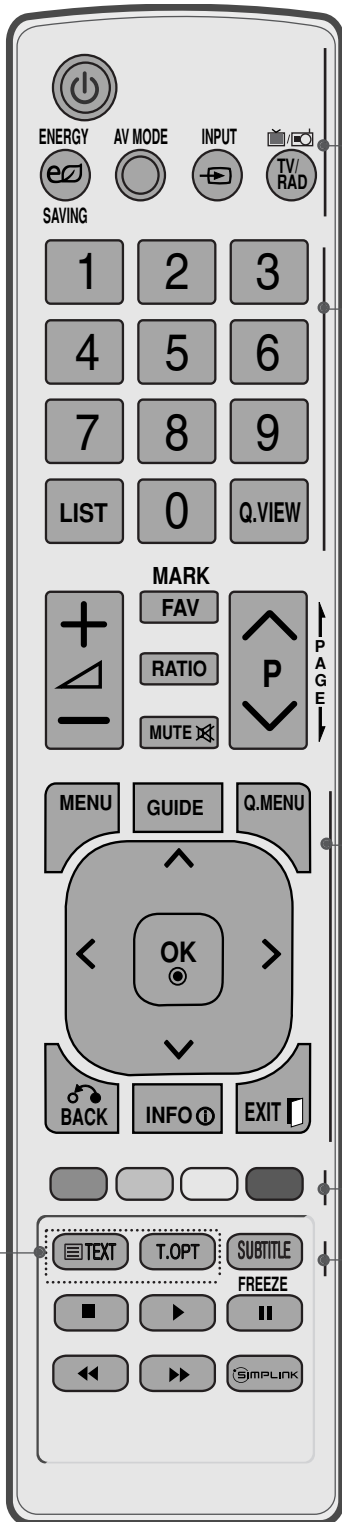 ENERGY AV MODE INPUT
TV/
RAD
SAVING
1 2 3
4 5 6
7 8 9
LIST 0 Q.VIEW
MARK
FAV
RATIO P
MUTE
PAGE
MENU GUIDE Q.MENU
OK
BACK INFO EXIT
TEXT T.OPT SUBTITLE
FREEZE
SIMPLINK